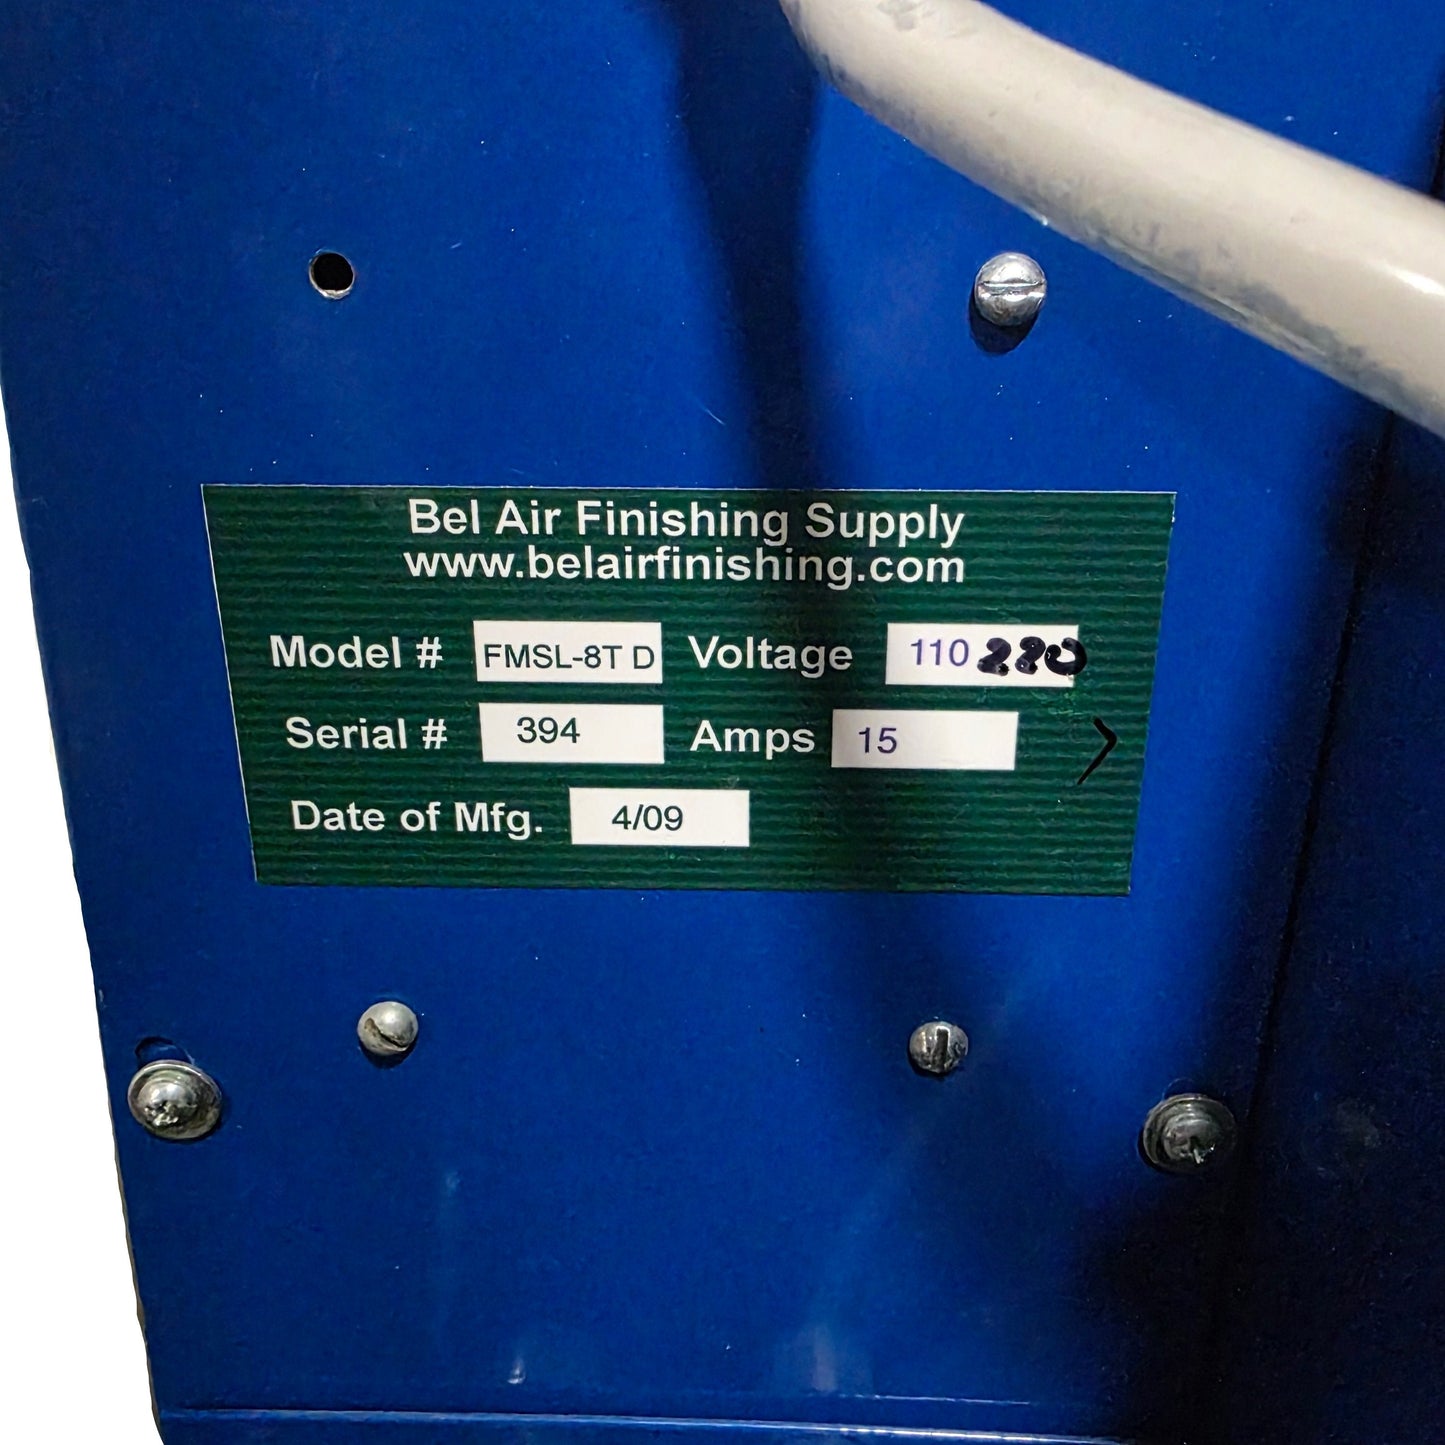 Bel Air Finishing Supply
www.belairfinishing.com
Model # FMSL-8T D Voltage 110 220
Serial # 394 Amps 15
Date of Mfg. 4/09